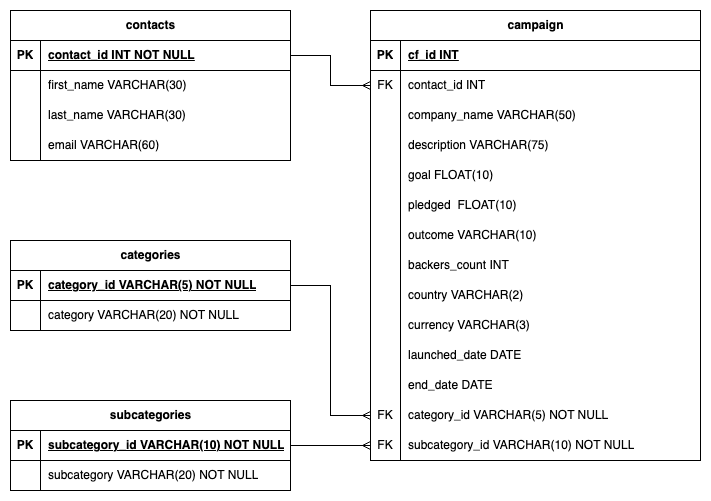 contacts
PK contact_id INT NOT NULL
first_name VARCHAR(30)
last_name VARCHAR(30)
email VARCHAR(60)
categories
PK category_id VARCHAR(5) NOT NULL
category VARCHAR(20) NOT NULL
subcategories
PK subcategory_id VARCHAR(10) NOT NULL
subcategory VARCHAR(20) NOT NULL
campaign
PK cf_id INT
FK contact_id INT
company_name VARCHAR(50)
description VARCHAR(75)
goal FLOAT(10)
pledged  FLOAT(10)
outcome VARCHAR(10)
backers_count INT
country VARCHAR(2)
currency VARCHAR(3)
launched_date DATE
end_date DATE
FK category_id VARCHAR(5) NOT NULL
FK subcategory_id VARCHAR(10) NOT NULL